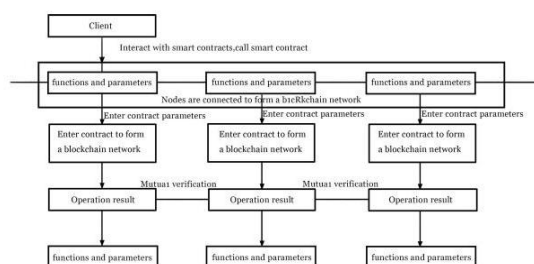 Client
Interact with smart contracts,call smart contract
functions and parameters
functions and parameters
functions and parameters
Nodes are connected to form a b1cRkchain network
Enter contract parameters
Enter contract parameters
Enter contract parameters
Enter contract to form
a blockchain network
Enter contract to form
a blockchain network
Enter contract to form
a blockchain network
Mutua1 verification
Mutua1 verification
Operation result
Operation result
Operation result
functions and parameters
functions and parameters
functions and parameters